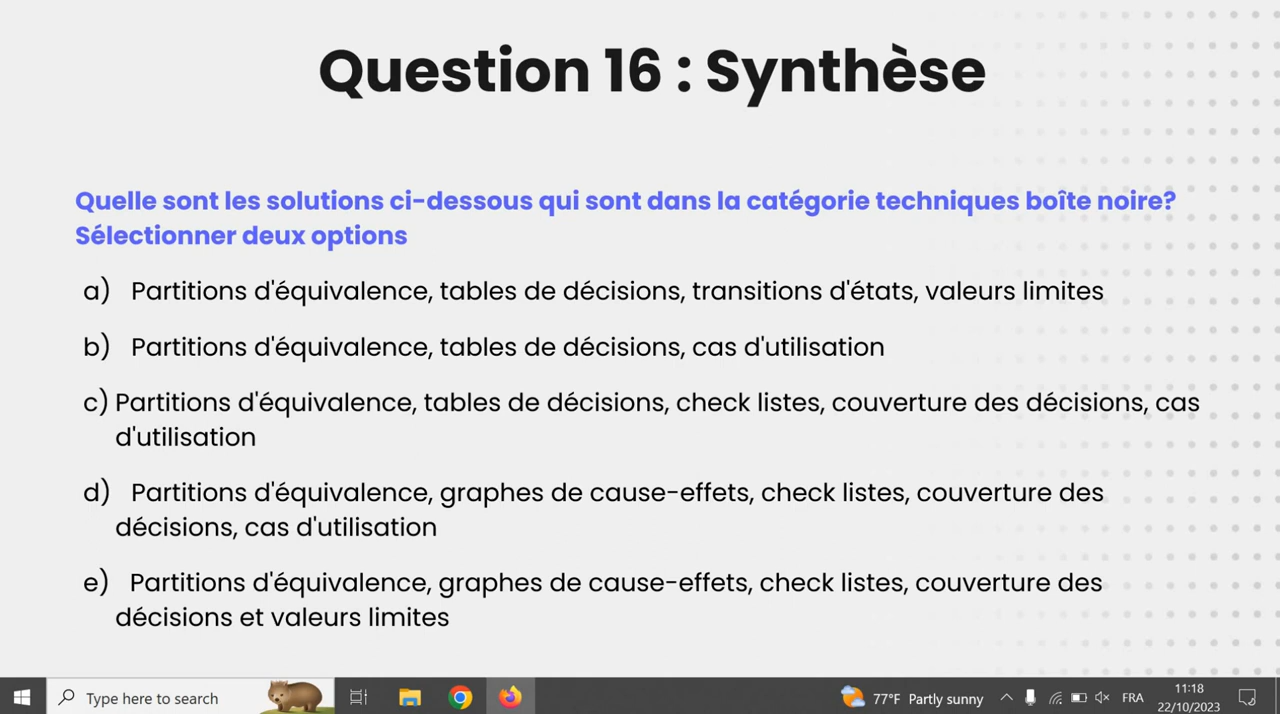 Question 16 : Synthèse
Quelle sont les solutions ci-dessous qui sont dans la catégorie techniques boîte noire?
Sélectionner deux options
a) Partitions d'équivalence, tables de décisions, transitions d'états, valeurs limites
b) Partitions d'équivalence, tables de décisions, cas d'utilisation
c) Partitions d'équivalence, tables de décisions, check listes, couverture des décisions, cas
d'utilisation
d) Partitions d'équivalence, graphes de cause-effets, check listes, couverture des
décisions, cas d'utilisation
e) Partitions d'équivalence, graphes de cause-effets, check listes, couverture des
décisions et valeurs limites
Type here to search
77°F Partly sunny
FRA
11:18
22/10/2023